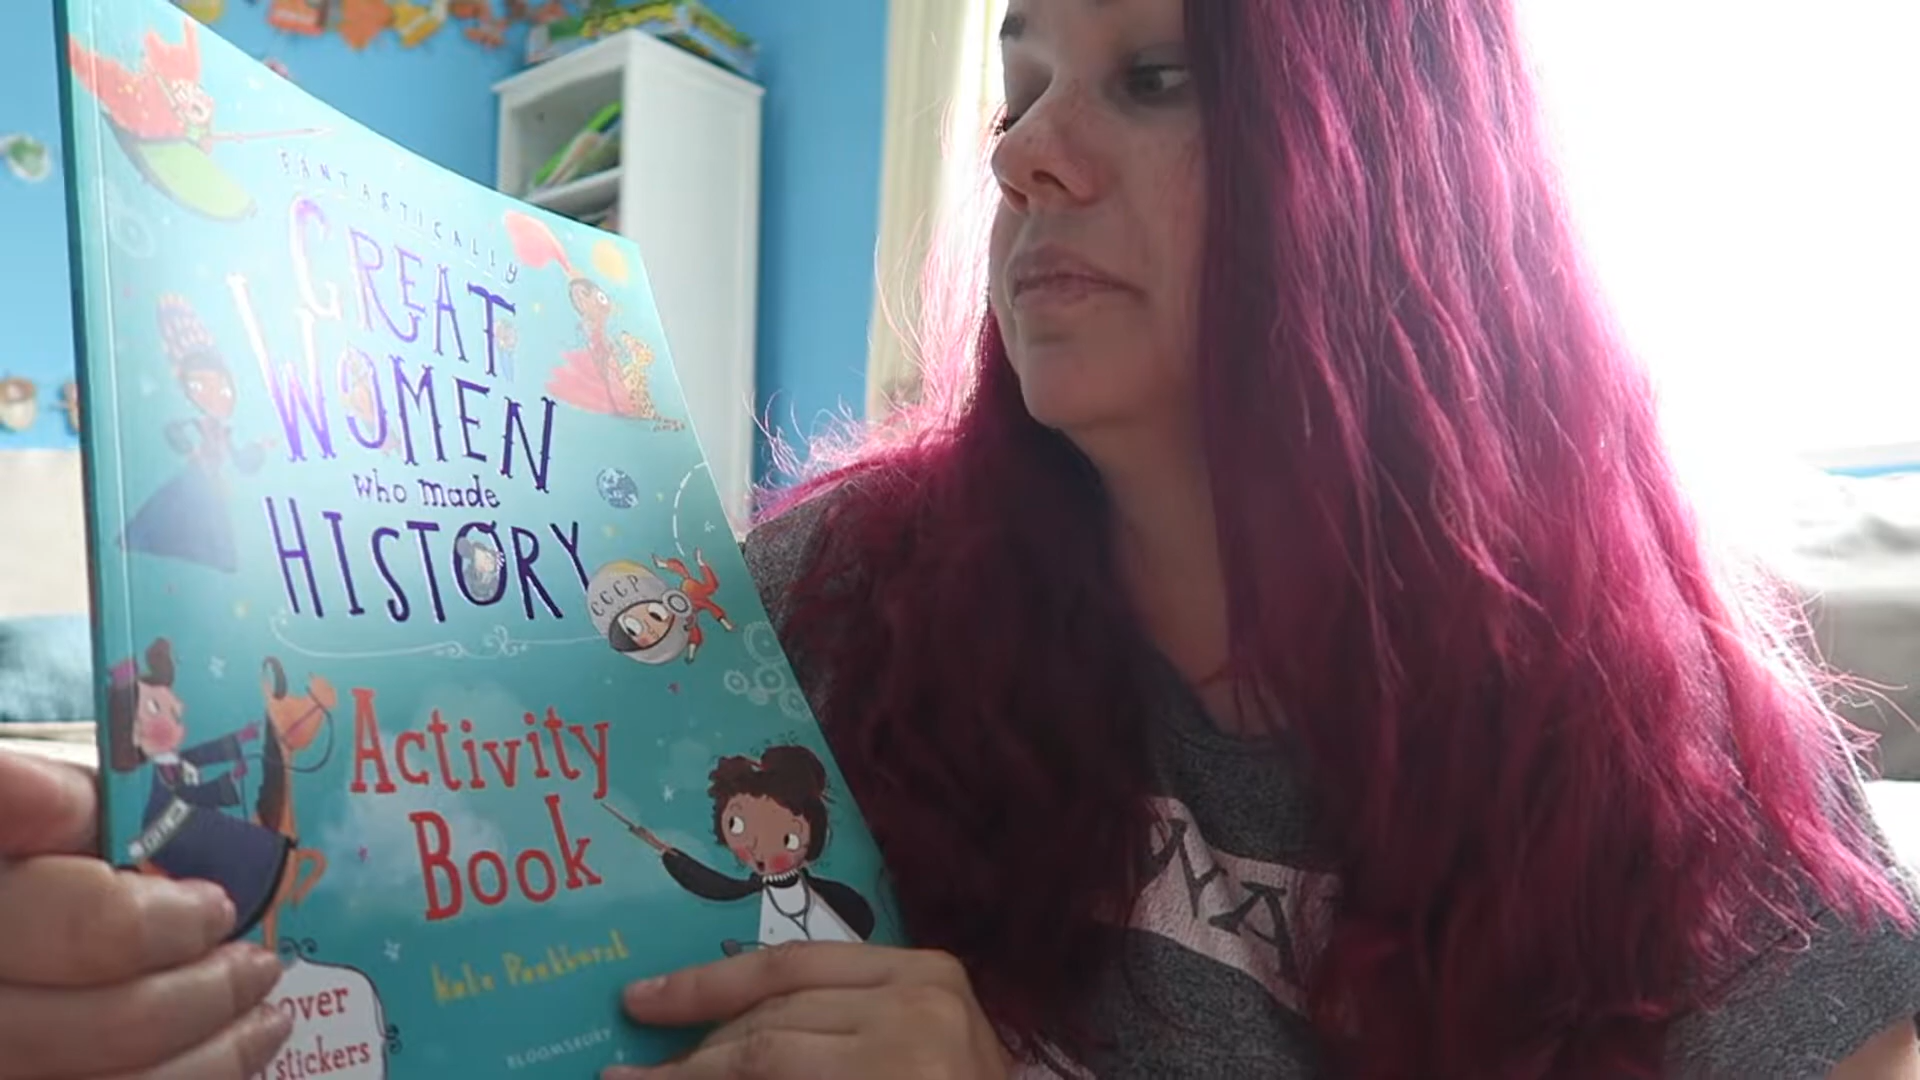 FANTASTICALLY
GREAT
WOMEN
who made
HISTORY
CCCP
Activity
Book
Kate Pankhurst
over
stickers
BLOOMSBURY